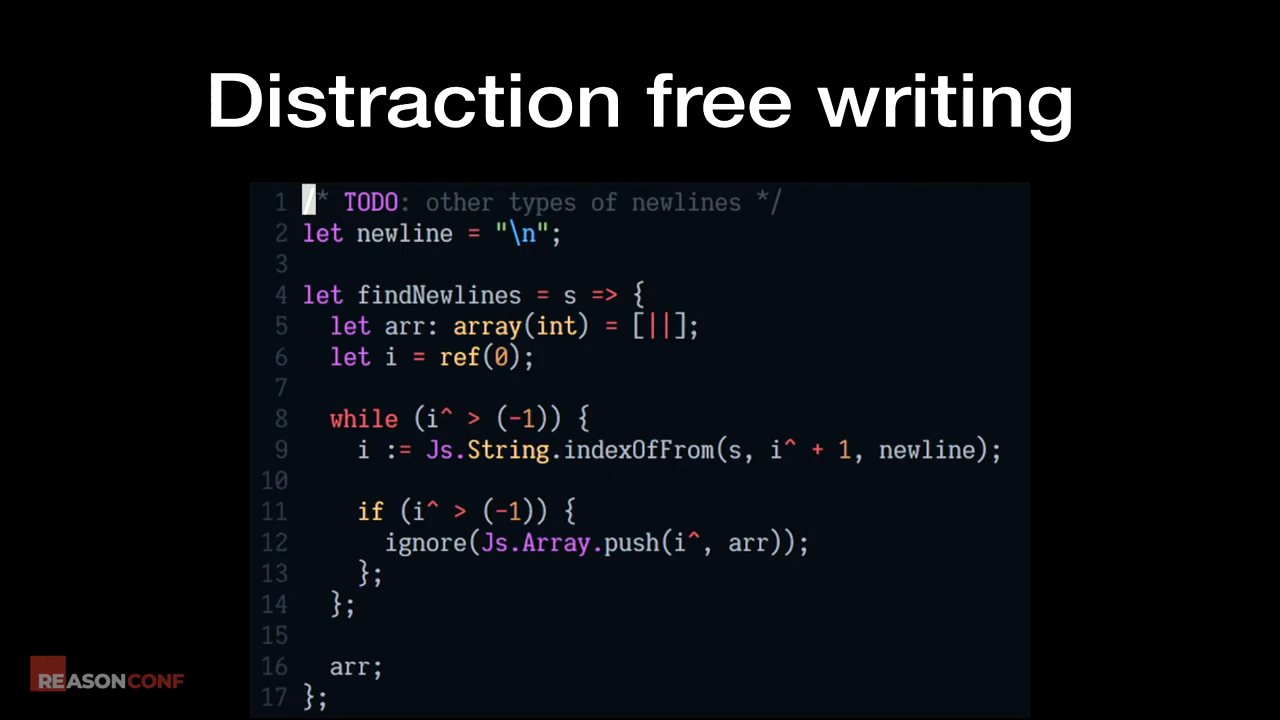 Distraction free writing
1 /* TODO: other types of newlines */
2 let newline = "\n";
3
4 let findNewlines = s => {
5   let arr: array(int) = [||];
6   let i = ref(0);
7
8   while (i^ > (-1)) {
9     i := Js.String.indexOfFrom(s, i^ + 1, newline);
10
11     if (i^ > (-1)) {
12       ignore(Js.Array.push(i^, arr));
13     };
14   };
15
16   arr;
17 };
REASONCONF